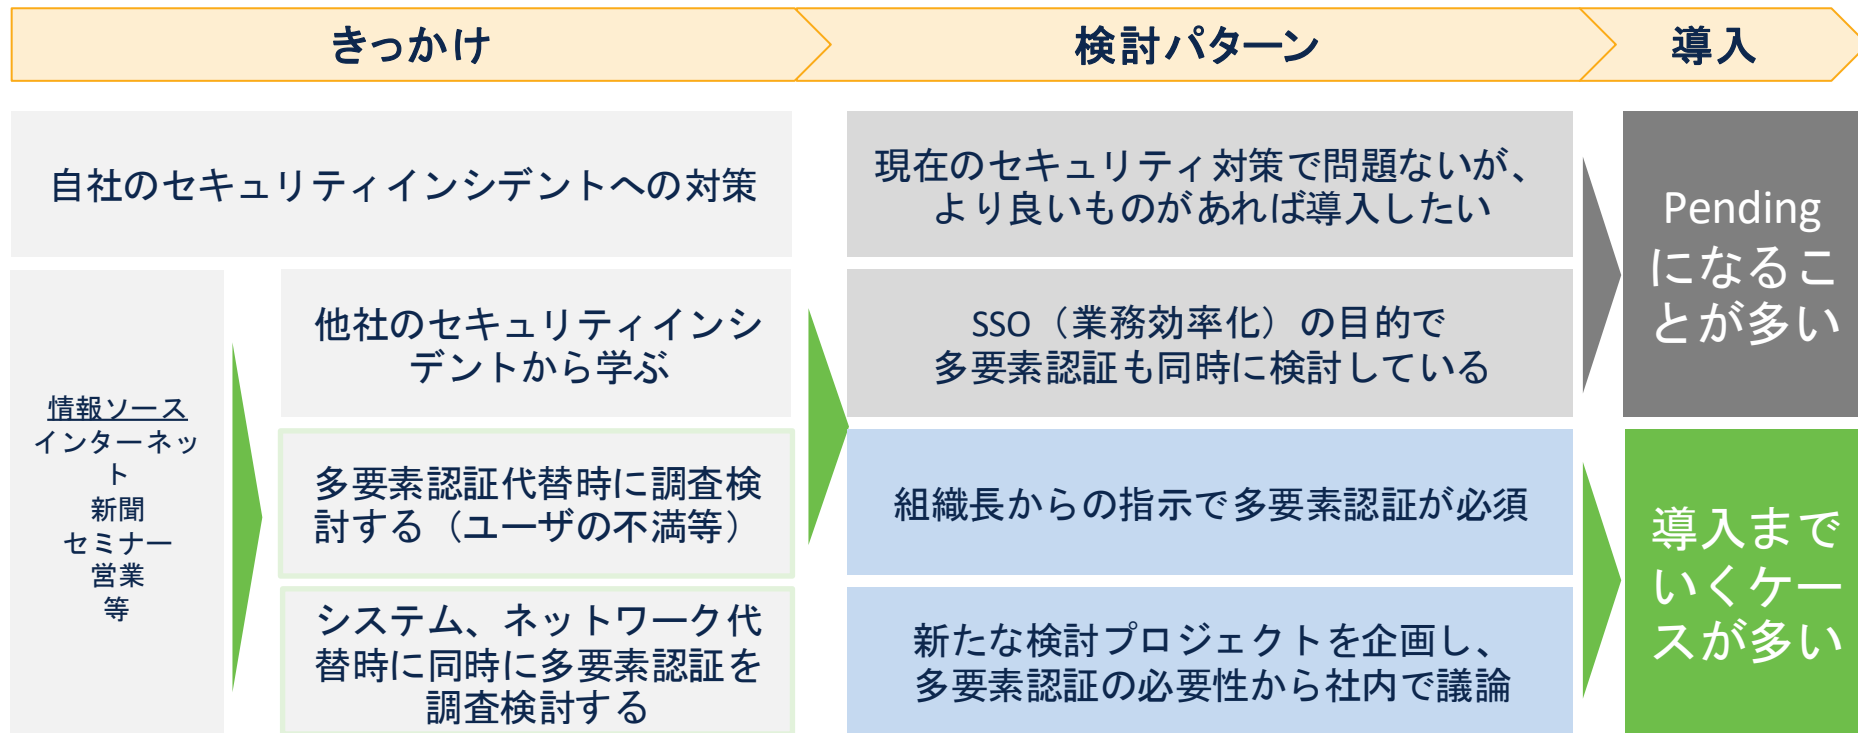 きっかけ
検討パターン
導入
自社のセキュリティインシデントへの対策
情報ソース
インターネッ
ト
新聞
セミナー
営業
等
他社のセキュリティインシ
デントから学ぶ
多要素認証代替時に調査検
討する（ユーザの不満等）
システム、ネットワーク代
替時に同時に多要素認証を
調査検討する
現在のセキュリティ対策で問題ないが、
より良いものがあれば導入したい
SSO（業務効率化）の目的で
多要素認証も同時に検討している
組織長からの指示で多要素認証が必須
新たな検討プロジェクトを企画し、
多要素認証の必要性から社内で議論
Pending
になるこ
とが多い
導入まで
いくケー
スが多い